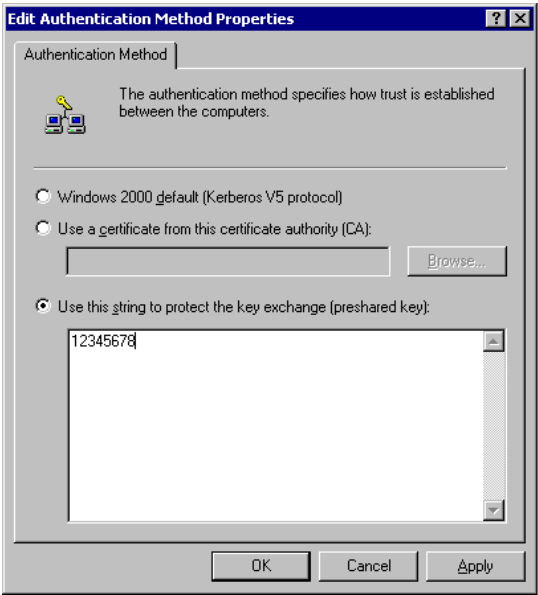 Edit Authentication Method Properties
Authentication Method
The authentication method specifies how trust is established
between the computers.
Windows 2000 default (Kerberos V5 protocol)
Use a certificate from this certificate authority (CA):
Browse...
Use this string to protect the key exchange (preshared key):
12345678
OK Cancel Apply